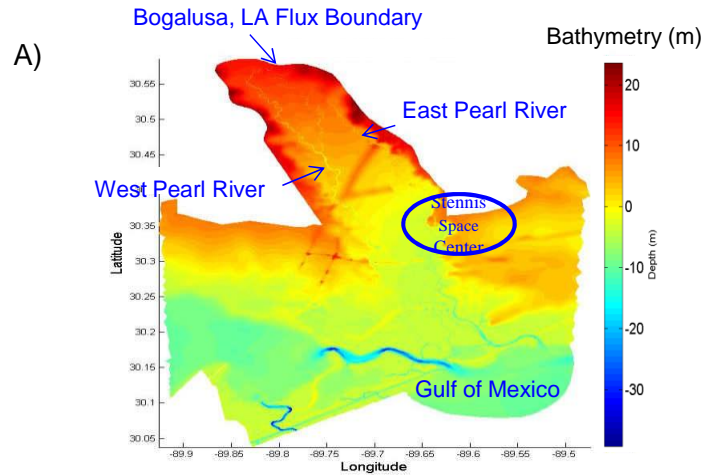 Bogalusa, LA Flux Boundary
A)
Bathymetry (m)
East Pearl River
West Pearl River
Stennis
Space
Center
Gulf of Mexico
30.55
30.5
30.45
30.4
30.35
30.3
30.25
30.2
30.15
30.1
30.05
Latitude
-89.9
-89.85
-89.8
-89.75
-89.7
-89.65
-89.6
-89.55
-89.5
Longitude
20
10
0
-10
-20
-30
Depth (m)